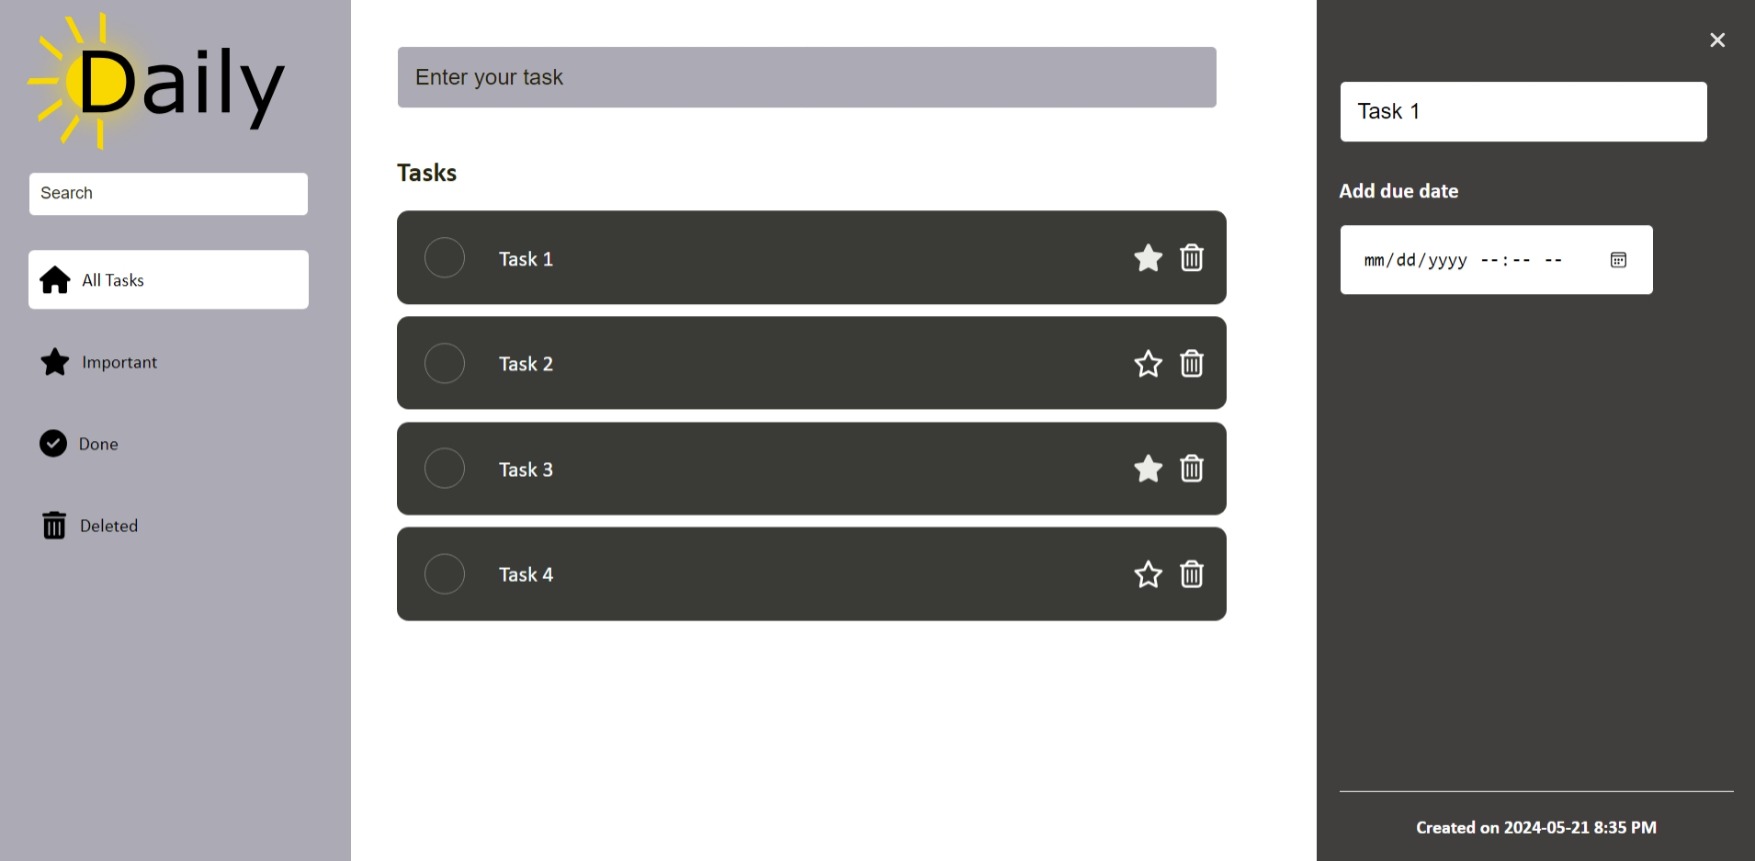 Daily
Search
All Tasks
Important
Done
Deleted
Enter your task
Tasks
Task 1
Task 2
Task 3
Task 4
Task 1
Add due date
mm/dd/yyyy --:-- --
Created on 2024-05-21 8:35 PM